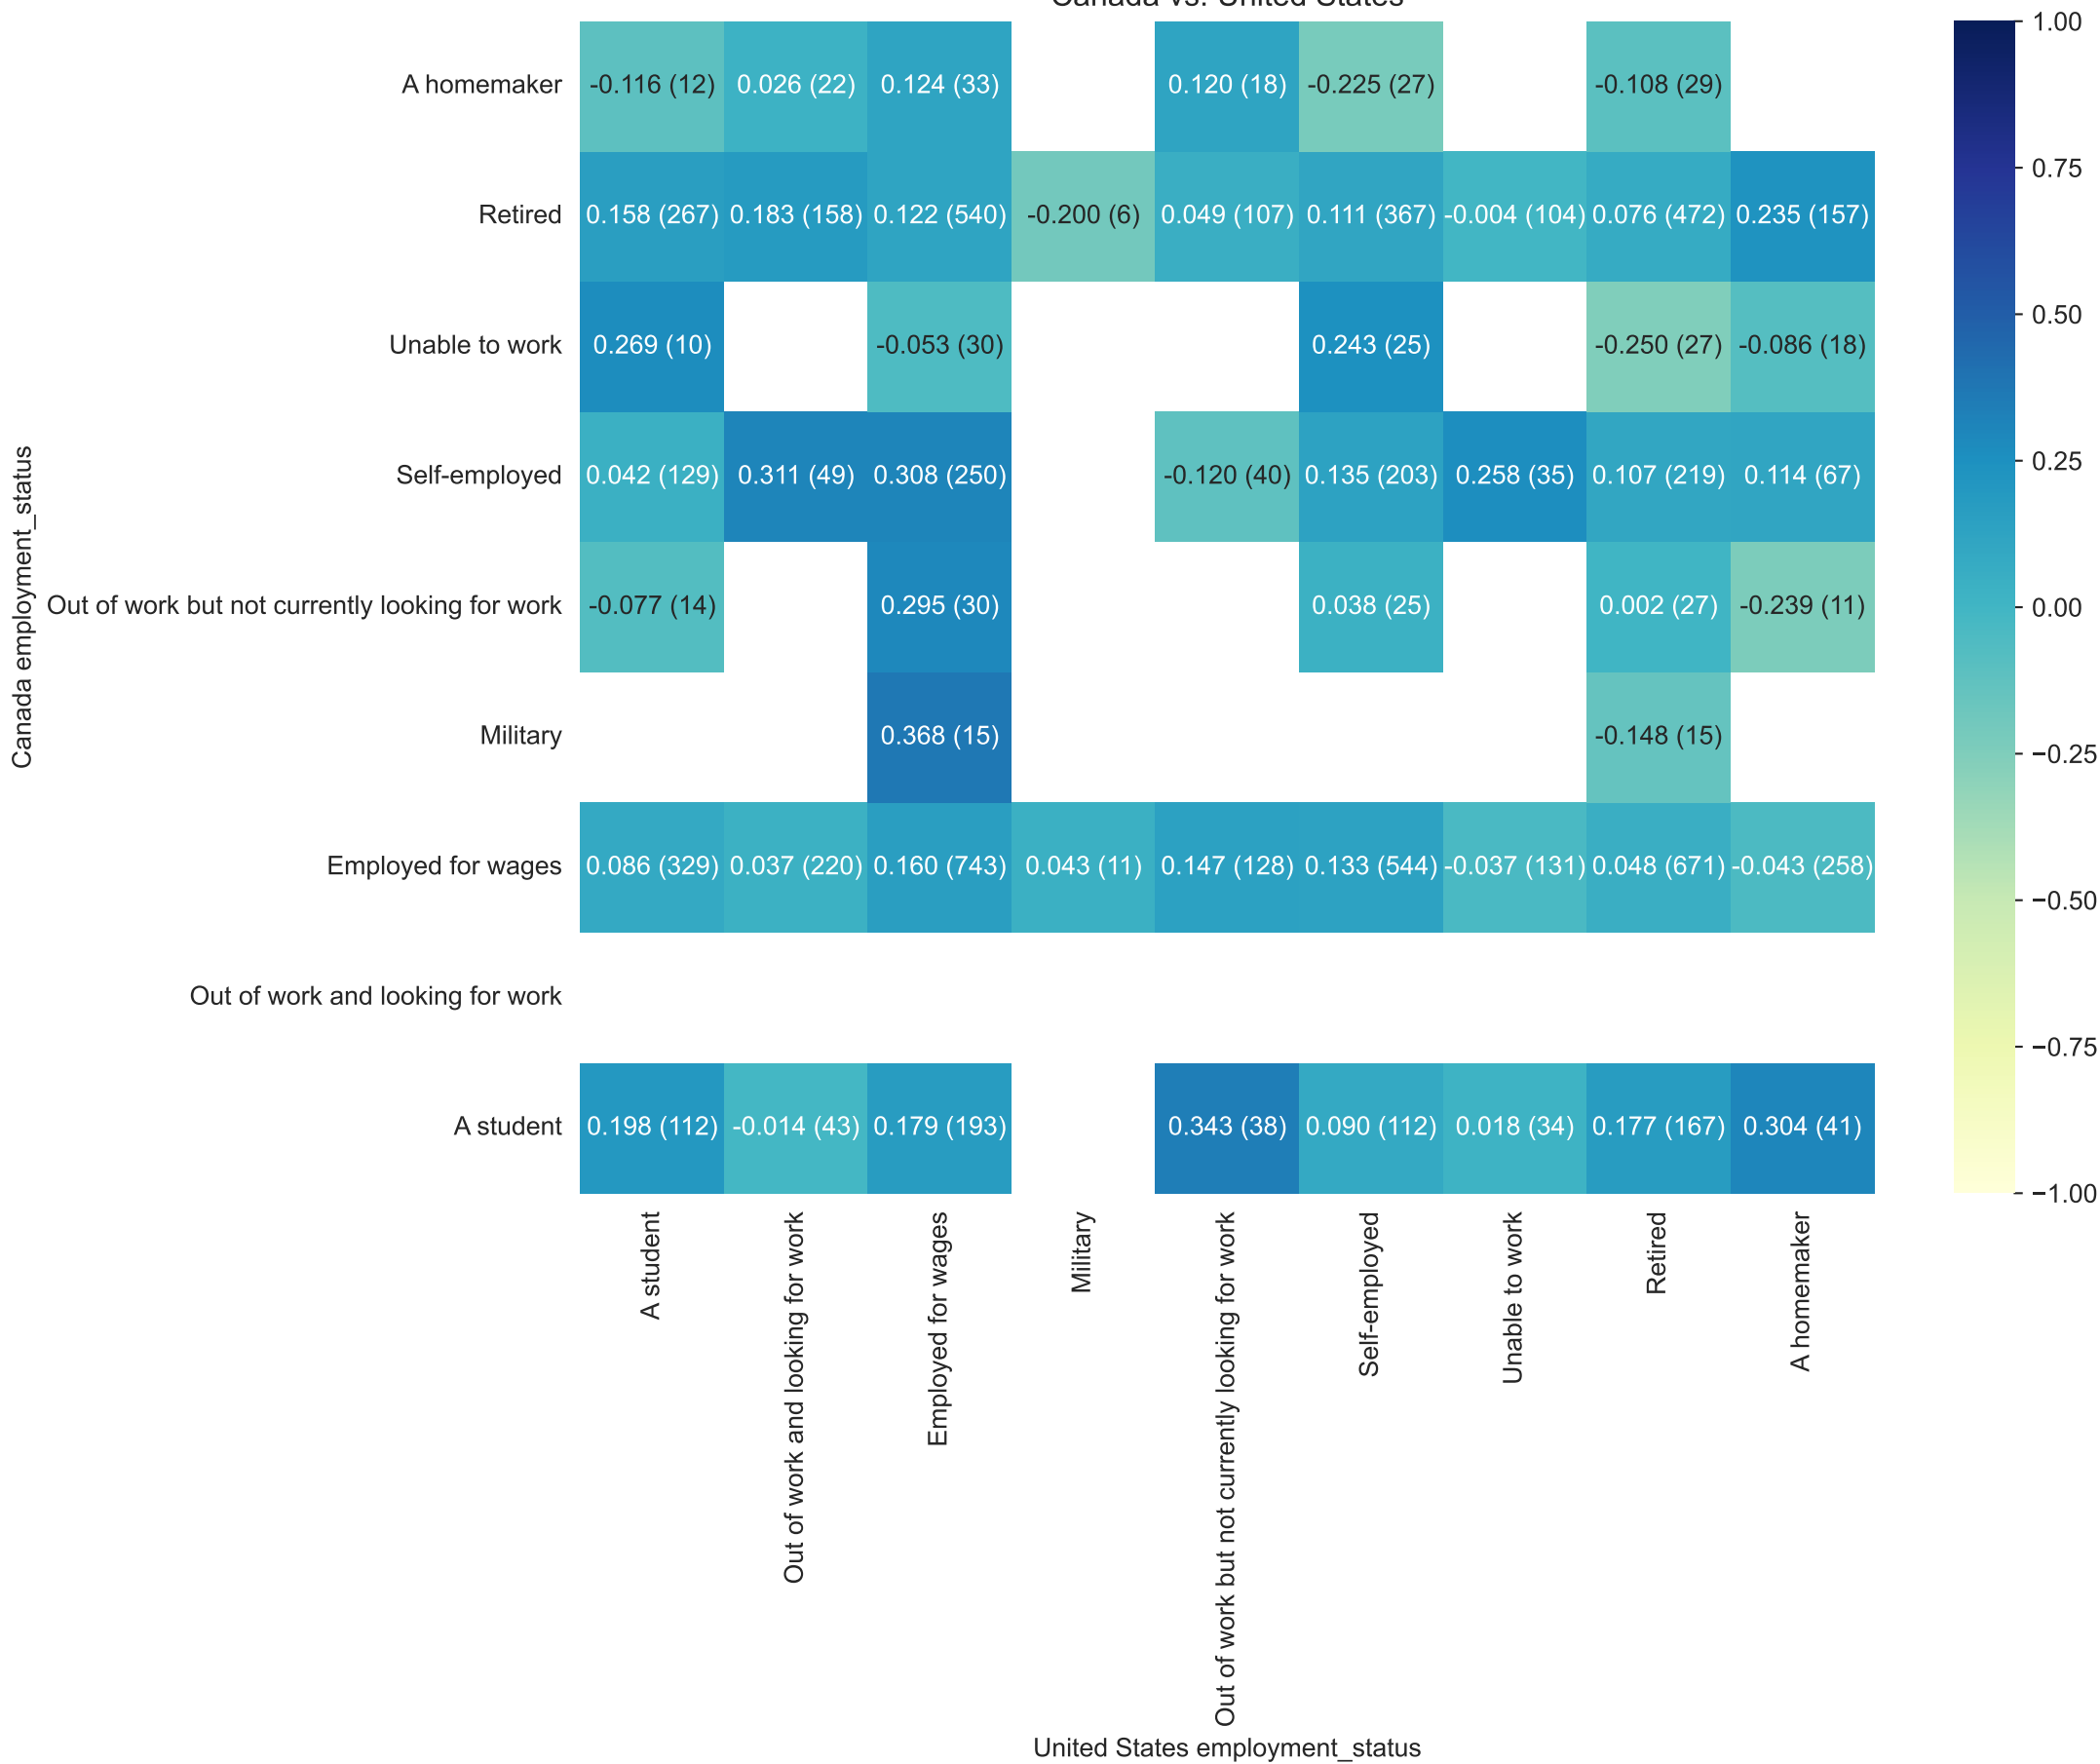 Canada vs. United States
A homemaker
-0.116 (12) 0.026 (22) 0.124 (33) 0.120 (18) -0.225 (27) -0.108 (29)
Retired
0.158 (267) 0.183 (158) 0.122 (540) -0.200 (6) 0.049 (107) 0.111 (367) -0.004 (104) 0.076 (472) 0.235 (157)
Unable to work
0.269 (10) -0.053 (30) 0.243 (25) -0.250 (27) -0.086 (18)
Self-employed
0.042 (129) 0.311 (49) 0.308 (250) -0.120 (40) 0.135 (203) 0.258 (35) 0.107 (219) 0.114 (67)
Out of work but not currently looking for work
-0.077 (14) 0.295 (30) 0.038 (25) 0.002 (27) -0.239 (11)
Military
0.368 (15) -0.148 (15)
Employed for wages
0.086 (329) 0.037 (220) 0.160 (743) 0.043 (11) 0.147 (128) 0.133 (544) -0.037 (131) 0.048 (671) -0.043 (258)
Out of work and looking for work
A student
0.198 (112) -0.014 (43) 0.179 (193) 0.343 (38) 0.090 (112) 0.018 (34) 0.177 (167) 0.304 (41)
Canada employment_status
A student
Out of work and looking for work
Employed for wages
Military
Out of work but not currently looking for work
Self-employed
Unable to work
Retired
A homemaker
United States employment_status
1.00
0.75
0.50
0.25
0.00
−0.25
−0.50
−0.75
−1.00